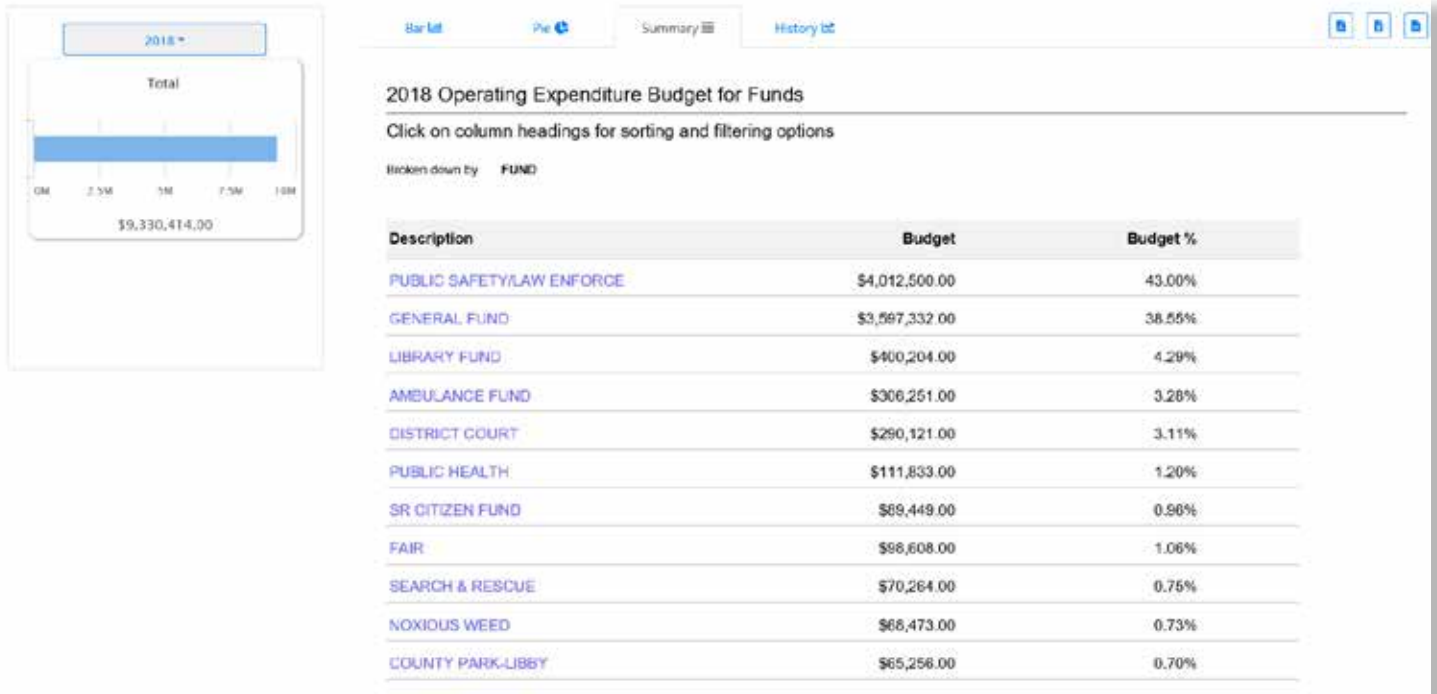 2018
Total
0M 2.5M 5M 7.5M 10M
$9,330,414.00
Bar Pie Summary History
2018 Operating Expenditure Budget for Funds
Click on column headings for sorting and filtering options
Broken down by FUND
Description Budget Budget %
PUBLIC SAFETY/LAW ENFORCE $4,012,500.00 43.00%
GENERAL FUND $3,597,332.00 38.55%
LIBRARY FUND $400,204.00 4.29%
AMBULANCE FUND $306,251.00 3.28%
DISTRICT COURT $290,121.00 3.11%
PUBLIC HEALTH $111,833.00 1.20%
SR CITIZEN FUND $89,449.00 0.96%
FAIR $98,608.00 1.06%
SEARCH & RESCUE $70,264.00 0.75%
NOXIOUS WEED $68,473.00 0.73%
COUNTY PARK-LIBBY $65,256.00 0.70%